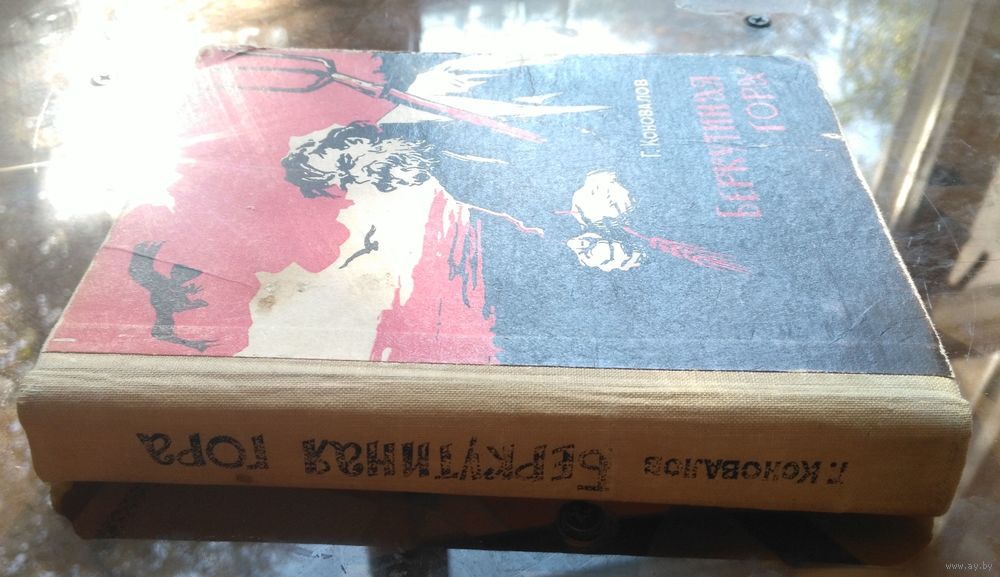 Г. Коновалов
БЕРКУТИНАЯ
ГОРА
Г. Коновалов Беркутиная гора
www.ay.by